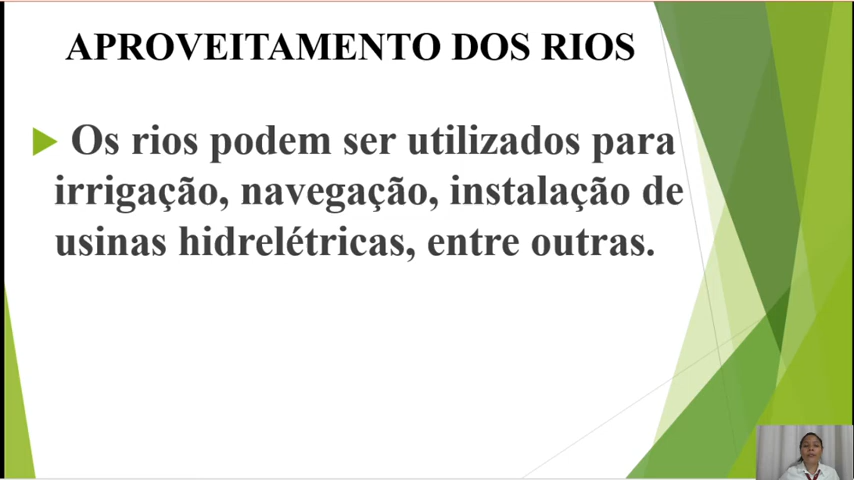 APROVEITAMENTO DOS RIOS
Os rios podem ser utilizados para
irrigação, navegação, instalação de
usinas hidrelétricas, entre outras.